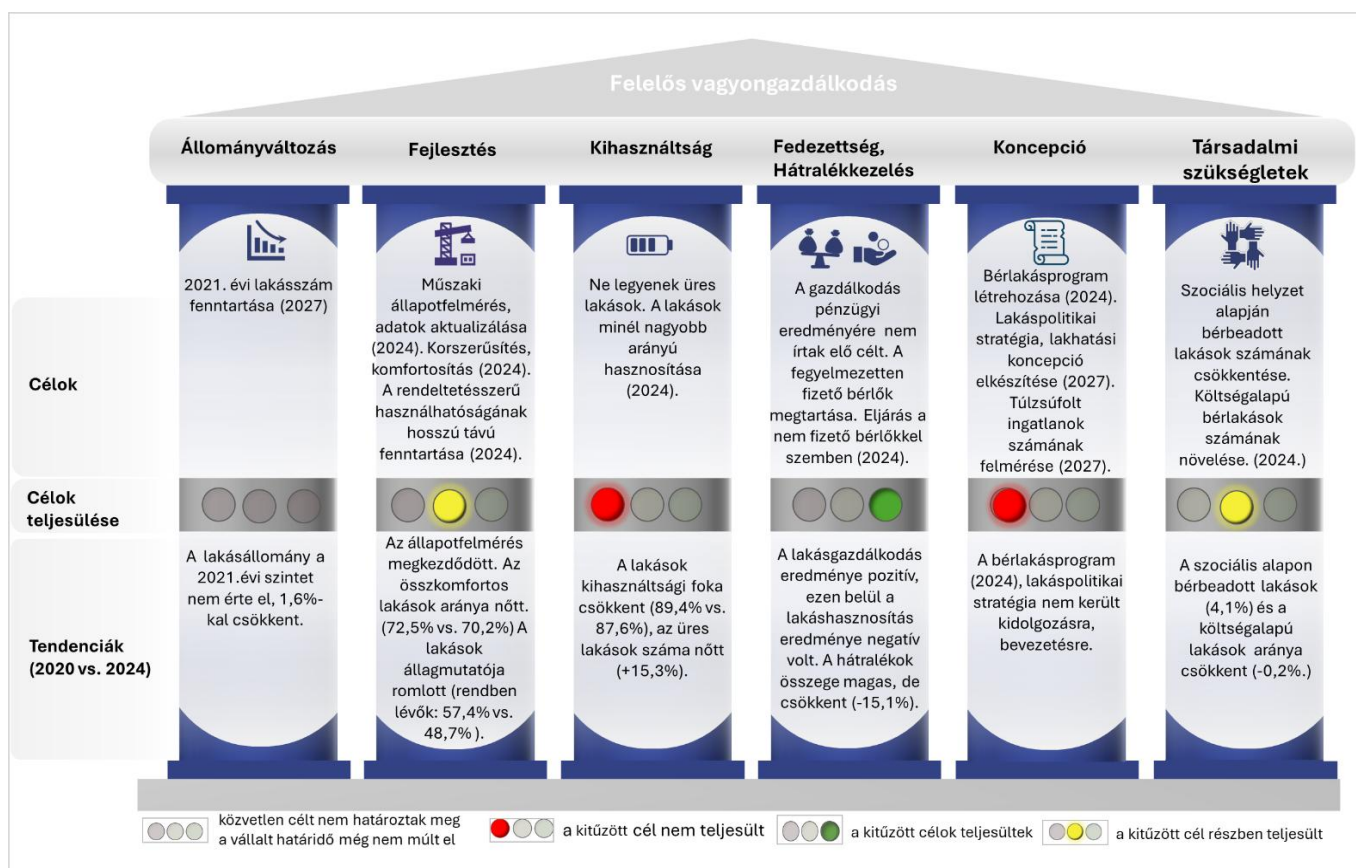 Felelős vagyongazdálkodás
Állományváltozás
Fejlesztés
Kihasználtság
Fedezettség,
Hátralékkezelés
Koncepció
Társadalmi
szükségletek
Célok
2021. évi lakásszám
fenntartása (2027)
Műszaki
állapotfelmérés,
adatok aktualizálása
(2024). Korszerűsítés,
komfortosítás (2024).
A rendeltetésszerű
használhatóságának
hosszú távú
fenntartása (2024).
Ne legyenek üres
lakások. A lakások
minél nagyobb
arányú
hasznosítása
(2024).
A gazdálkodás
pénzügyi
eredményére nem
írtak elő célt. A
fegyelmezetten
fizető bérlők
megtartása. Eljárás a
nem fizető bérlőkkel
szemben (2024).
Bérlakásprogram
létrehozása (2024).
Lakáspolitikai
stratégia, lakhatási
koncepció
elkészítése (2027).
Túlzsúfolt
ingatlanok
számának
felmérése (2027).
Szociális helyzet
alapján
bérbeadott
lakások számának
csökkentése.
Költségalapú
bérlakások
számának
növelése. (2024.)
Célok
teljesülése
Tendenciák
(2020 vs. 2024)
A lakásállomány a
2021.évi szintet
nem érte el, 1,6%-
kal csökkent.
Az állapotfelmérés
megkezdődött. Az
összkomfortos
lakások aránya nőtt.
(72,5% vs. 70,2%) A
lakások
állagmutatója
romlott (rendben
lévők: 57,4% vs.
48,7% ).
A lakások
kihasználtsági foka
csökkent (89,4% vs.
87,6%), az üres
lakások száma nőtt
(+15,3%).
A lakásgazdálkodás
eredménye pozitív,
ezen belül a
lakáshasznosítás
eredménye negatív
volt. A hátralékok
összege magas, de
csökkent (-15,1%).
A bérlakásprogram
(2024), lakáspolitikai
stratégia nem került
kidolgozásra,
bevezetésre.
A szociális alapon
bérbeadott lakások
(4,1%) és a
költségalapú
lakások aránya
csökkent (-0,2%.)
közvetlen célt nem határoztak meg
a vállalt határidő még nem múlt el
a kitűzött cél nem teljesült
a kitűzött célok teljesültek
a kitűzött cél részben teljesült